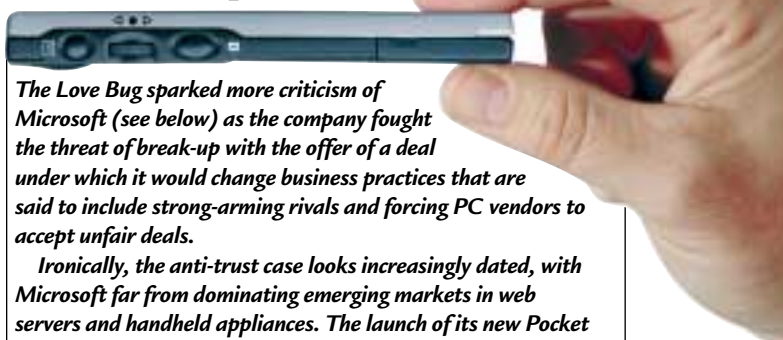 The Love Bug sparked more criticism of
Microsoft (see below) as the company fought
the threat of break-up with the offer of a deal
under which it would change business practices that are
said to include strong-arming rivals and forcing PC vendors to
accept unfair deals.
Ironically, the anti-trust case looks increasingly dated, with
Microsoft far from dominating emerging markets in web
servers and handheld appliances. The launch of its new Pocket